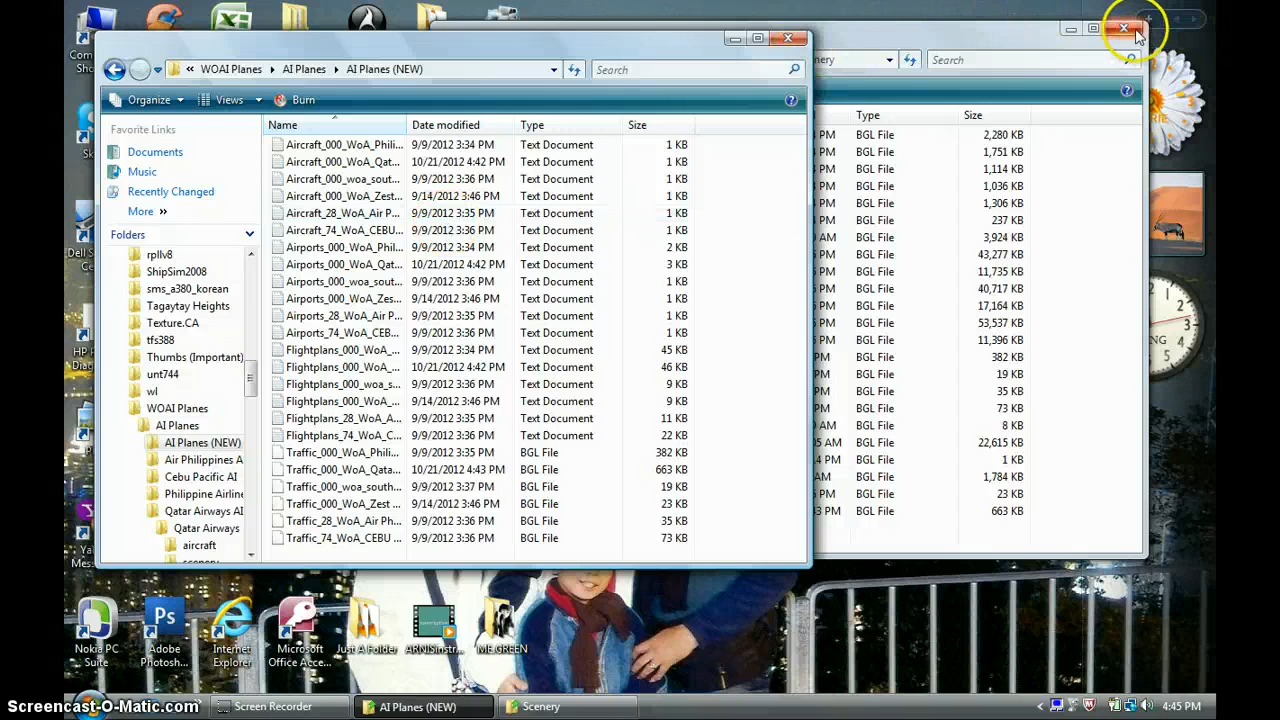 WOAI Planes
AI Planes
AI Planes (NEW)
Search
nery
Search
Organize
Views
Burn
Favorite Links
Documents
Music
Recently Changed
More »
Folders
rpllv8
ShipSim2008
sms_a380_korean
Tagaytay Heights
Texture.CA
tfs388
Thumbs (Important)
unt744
wl
WOAI Planes
AI Planes
AI Planes (NEW)
Air Philippines A
Cebu Pacific AI
Philippine Airline
Qatar Airways AI
Qatar Airways
aircraft
scenery
Name Date modified Type Size
Aircraft_000_WoA_Phili... 9/9/2012 3:34 PM Text Document 1 KB
Aircraft_000_WoA_Qat... 10/21/2012 4:42 PM Text Document 1 KB
Aircraft_000_woa_sout... 9/9/2012 3:36 PM Text Document 1 KB
Aircraft_000_WoA_Zest... 9/14/2012 3:46 PM Text Document 1 KB
Aircraft_28_WoA_Air P... 9/9/2012 3:35 PM Text Document 1 KB
Aircraft_74_WoA_CEBU... 9/9/2012 3:36 PM Text Document 1 KB
Airports_000_WoA_Phili... 9/9/2012 3:34 PM Text Document 2 KB
Airports_000_WoA_Qat... 10/21/2012 4:42 PM Text Document 3 KB
Airports_000_woa_sout... 9/9/2012 3:36 PM Text Document 1 KB
Airports_000_WoA_Zes... 9/14/2012 3:46 PM Text Document 1 KB
Airports_28_WoA_Air P... 9/9/2012 3:35 PM Text Document 1 KB
Airports_74_WoA_CEB... 9/9/2012 3:36 PM Text Document 1 KB
Flightplans_000_WoA_... 9/9/2012 3:34 PM Text Document 45 KB
Flightplans_000_WoA_... 10/21/2012 4:42 PM Text Document 46 KB
Flightplans_000_woa_s... 9/9/2012 3:36 PM Text Document 9 KB
Flightplans_000_WoA_... 9/14/2012 3:46 PM Text Document 9 KB
Flightplans_28_WoA_A... 9/9/2012 3:35 PM Text Document 11 KB
Flightplans_74_WoA_C... 9/9/2012 3:36 PM Text Document 22 KB
Traffic_000_WoA_Phili... 9/9/2012 3:35 PM BGL File 382 KB
Traffic_000_WoA_Qata... 10/21/2012 4:43 PM BGL File 663 KB
Traffic_000_woa_south... 9/9/2012 3:37 PM BGL File 19 KB
Traffic_000_WoA_Zest ... 9/14/2012 3:46 PM BGL File 23 KB
Traffic_28_WoA_Air Ph... 9/9/2012 3:36 PM BGL File 35 KB
Traffic_74_WoA_CEBU ... 9/9/2012 3:36 PM BGL File 73 KB
Type Size
BGL File 2,280 KB
BGL File 1,751 KB
BGL File 1,114 KB
BGL File 1,036 KB
BGL File 1,306 KB
BGL File 237 KB
BGL File 3,924 KB
BGL File 43,277 KB
BGL File 11,735 KB
BGL File 40,717 KB
BGL File 17,164 KB
BGL File 53,537 KB
BGL File 11,396 KB
BGL File 382 KB
BGL File 19 KB
BGL File 35 KB
BGL File 73 KB
BGL File 8 KB
BGL File 22,615 KB
BGL File 1 KB
BGL File 1,784 KB
BGL File 23 KB
BGL File 663 KB
Nokia PC Suite
Adobe Photosh...
Internet Explorer
Microsoft Office Acce...
Just A Folder
ARNISinstr...
ME GREEN
Screen Recorder
AI Planes (NEW)
Scenery
4:45 PM
Screencast-O-Matic.com